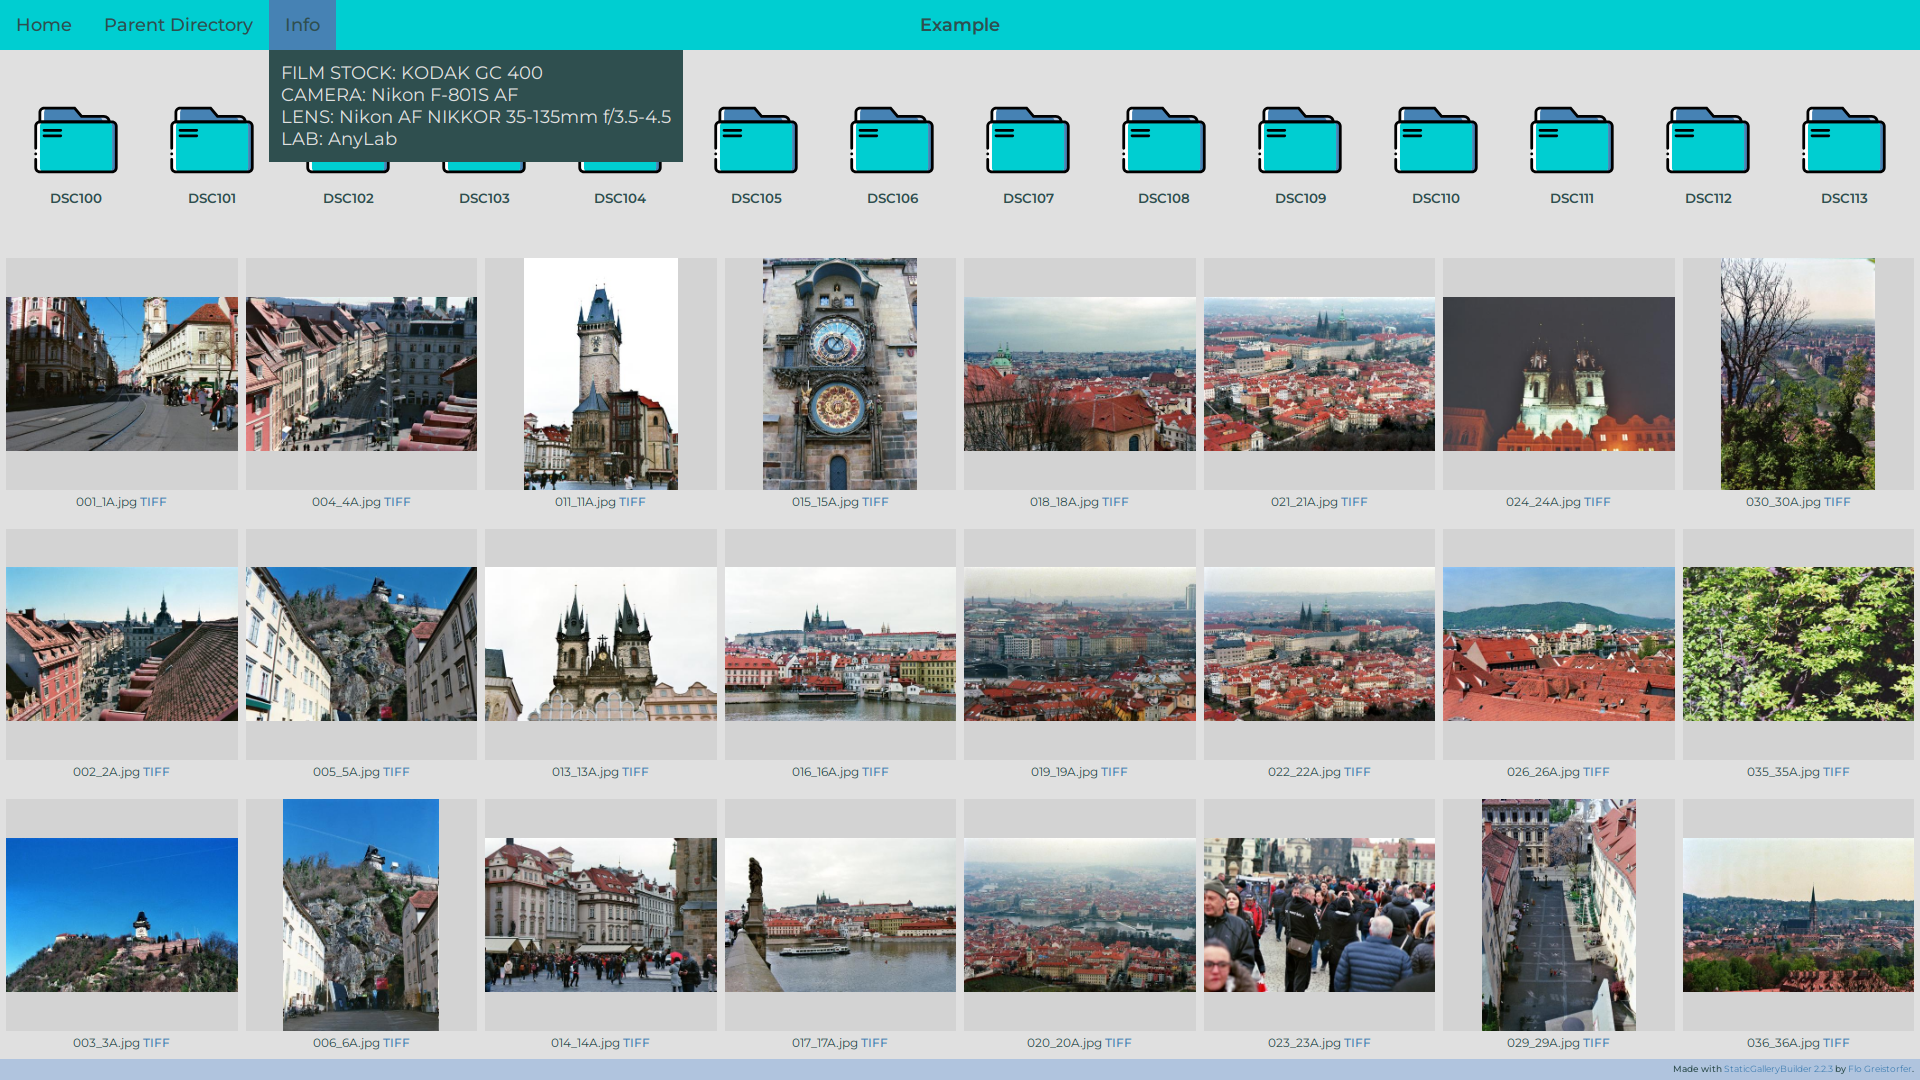 Home Parent Directory Info Example
FILM STOCK: KODAK GC 400
CAMERA: Nikon F-801S AF
LENS: Nikon AF NIKKOR 35-135mm f/3.5-4.5
LAB: AnyLab
DSC100 DSC101 DSC102 DSC103 DSC104 DSC105 DSC106 DSC107 DSC108 DSC109 DSC110 DSC111 DSC112 DSC113
001_1A.jpg TIFF 004_4A.jpg TIFF 011_11A.jpg TIFF 015_15A.jpg TIFF 018_18A.jpg TIFF 021_21A.jpg TIFF 024_24A.jpg TIFF 030_30A.jpg TIFF
002_2A.jpg TIFF 005_5A.jpg TIFF 013_13A.jpg TIFF 016_16A.jpg TIFF 019_19A.jpg TIFF 022_22A.jpg TIFF 026_26A.jpg TIFF 035_35A.jpg TIFF
003_3A.jpg TIFF 006_6A.jpg TIFF 014_14A.jpg TIFF 017_17A.jpg TIFF 020_20A.jpg TIFF 023_23A.jpg TIFF 029_29A.jpg TIFF 036_36A.jpg TIFF
Made with StaticGalleryBuilder 2.2.3 by Flo Greistorfer.